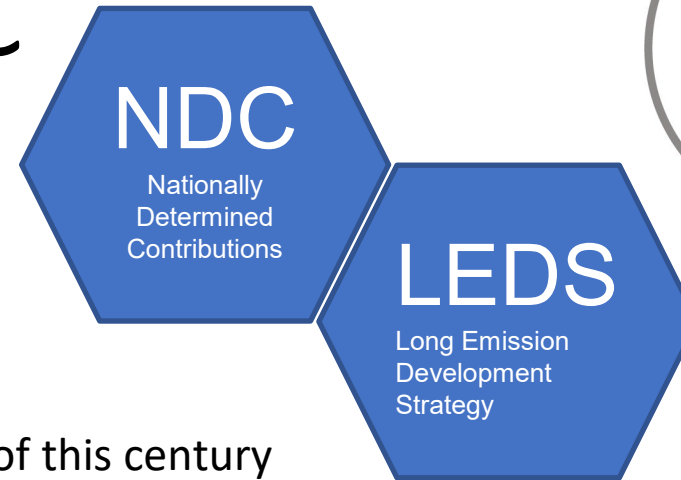 NDC
Nationally
Determined
Contributions
LEDS
Long Emission
Development
Strategy
of this century